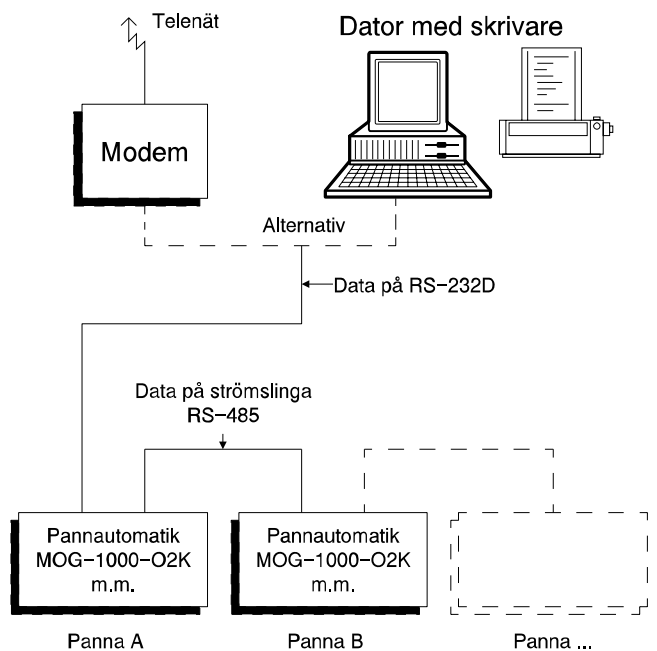 Telenät
Dator med skrivare
Modem
Alternativ
Data på RS-232D
Data på strömslinga
RS-485
Pannautomatik
MOG-1000-O2K
m.m.
Pannautomatik
MOG-1000-O2K
m.m.
Panna A
Panna B
Panna ...